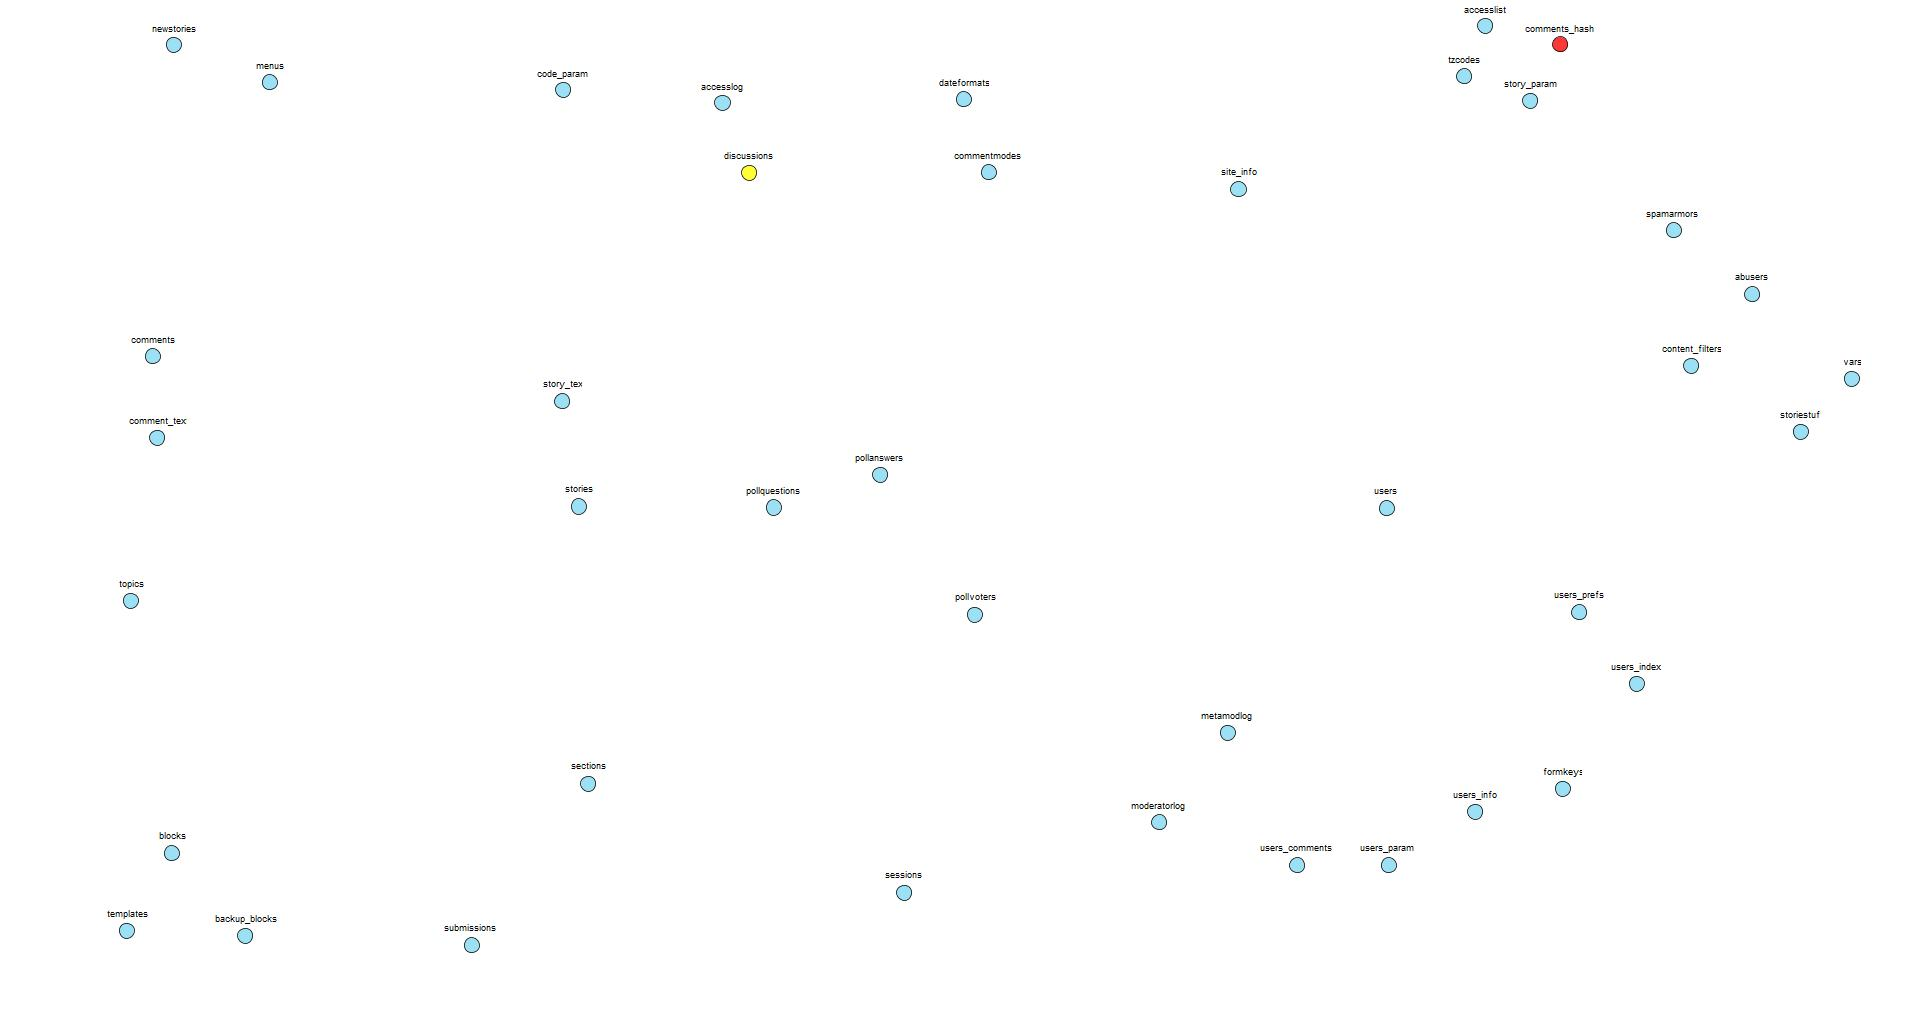 accesslist
newstories
comments_hash
tzcodes
menus
code_param
dateformats
story_param
accesslog
discussions
commentmodes
site_info
spamarmors
abusers
comments
content_filters
vars
story_tex
storiestuf
comment_tex
pollanswers
stories
pollquestions
users
topics
users_prefs
pollvoters
users_index
metamodlog
sections
formkeys
users_info
moderatorlog
blocks
users_comments
users_param
sessions
templates
backup_blocks
submissions